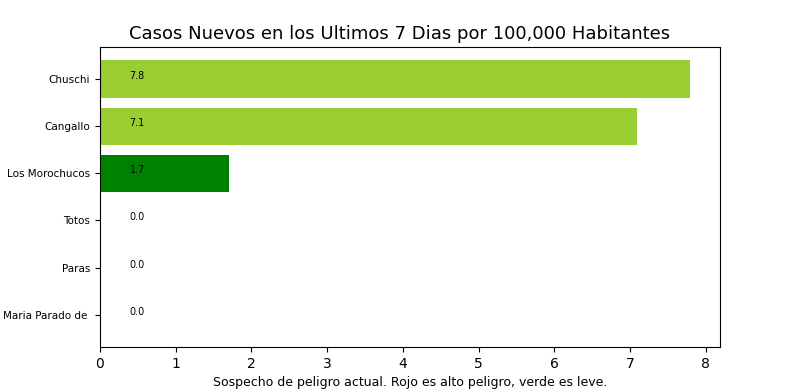 Casos Nuevos en los Ultimos 7 Dias por 100,000 Habitantes
Chuschi 7.8
Cangallo 7.1
Los Morochucos 1.7
Totos 0.0
Paras 0.0
Maria Parado de 0.0
0 1 2 3 4 5 6 7 8
Sospecho de peligro actual. Rojo es alto peligro, verde es leve.